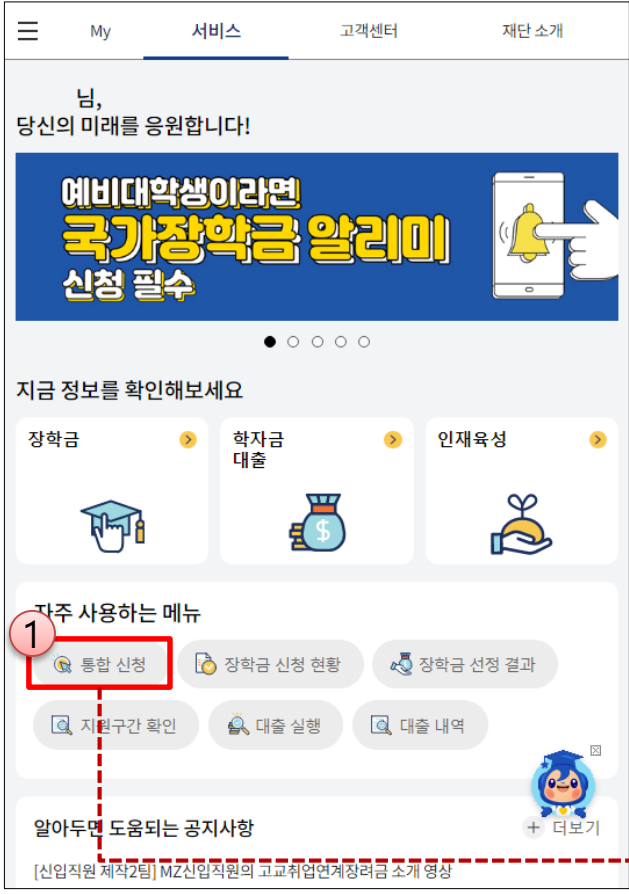 My 서비스 고객센터 재단 소개
님,
당신의 미래를 응원합니다!
예비대학생이라면
국가장학금 알리미
신청 필수
지금 정보를 확인해보세요
장학금 학자금 인재육성
대출
자주 사용하는 메뉴
1
통합 신청 장학금 신청 현황 장학금 선정 결과
지원구간 확인 대출 실행 대출 내역
알아두면 도움되는 공지사항 + 더보기
[신입직원 제작2팀] MZ신입직원의 고교취업연계장려금 소개 영상